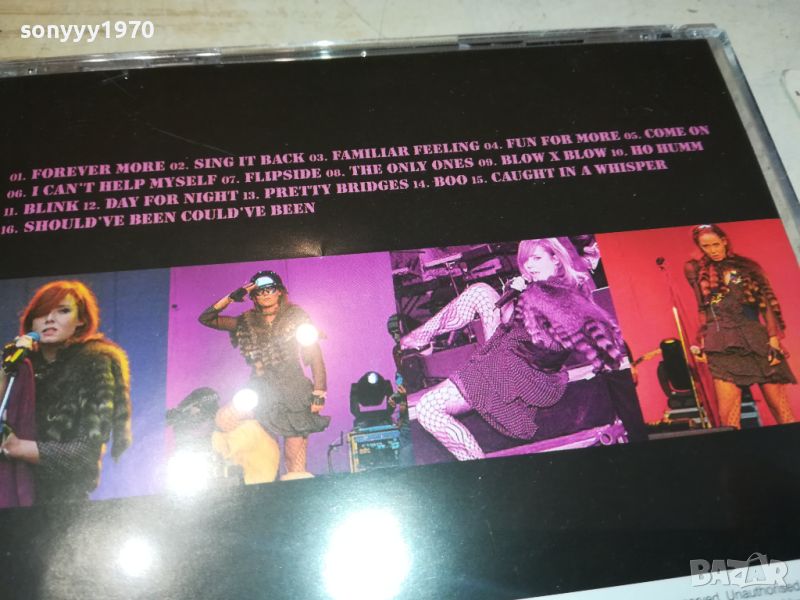 sonyyy1970
01. FOREVER MORE 02. SING IT BACK 03. FAMILIAR FEELING 04. FUN FOR MORE 05. COME ON
06. I CAN'T HELP MYSELF 07. FLIPSIDE 08. THE ONLY ONES 09. BLOW X BLOW 10. HO HUMM
11. BLINK 12. DAY FOR NIGHT 13. PRETTY BRIDGES 14. BOO 15. CAUGHT IN A WHISPER
16. SHOULD'VE BEEN COULD'VE BEEN
BAZAR
Unauthorised